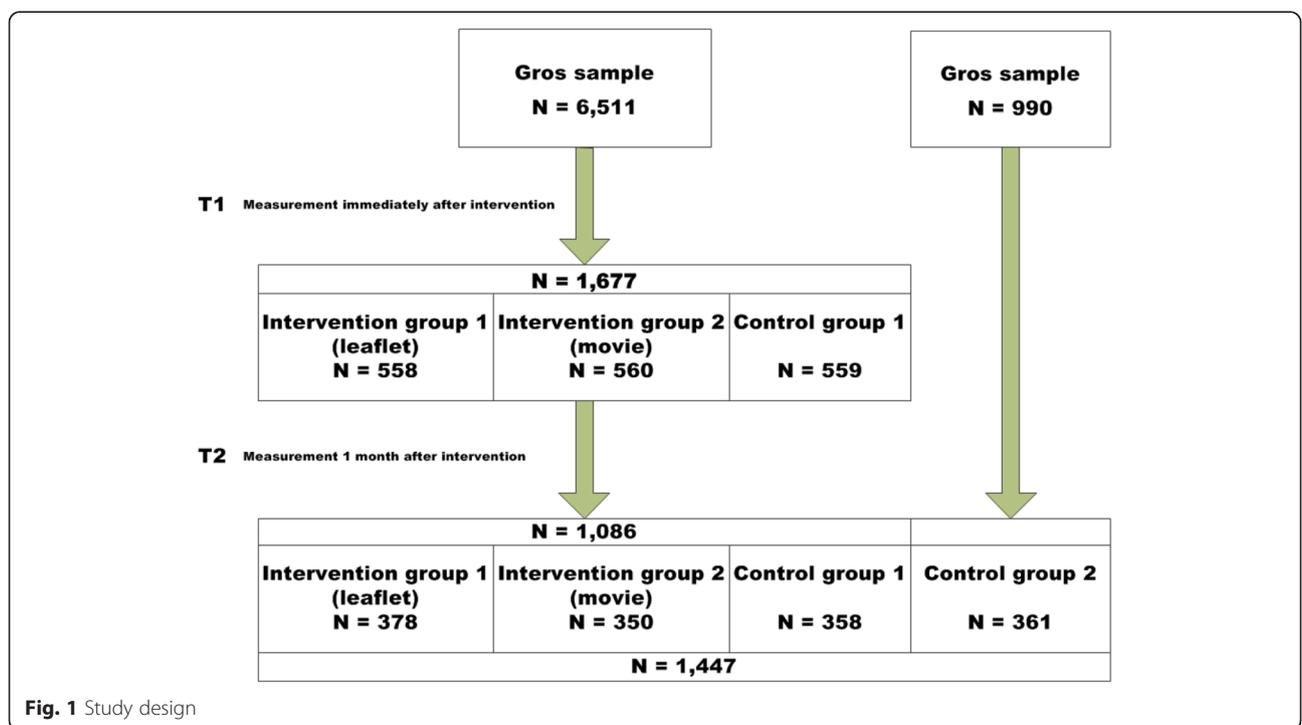 Gros sample
N = 6,511
Gros sample
N = 990
T1 Measurement immediately after intervention
N = 1,677
Intervention group 1
(leaflet)
N = 558
Intervention group 2
(movie)
N = 560
Control group 1
N = 559
T2 Measurement 1 month after intervention
N = 1,086
Intervention group 1
(leaflet)
N = 378
Intervention group 2
(movie)
N = 350
Control group 1
N = 358
Control group 2
N = 361
N = 1,447
Fig. 1 Study design